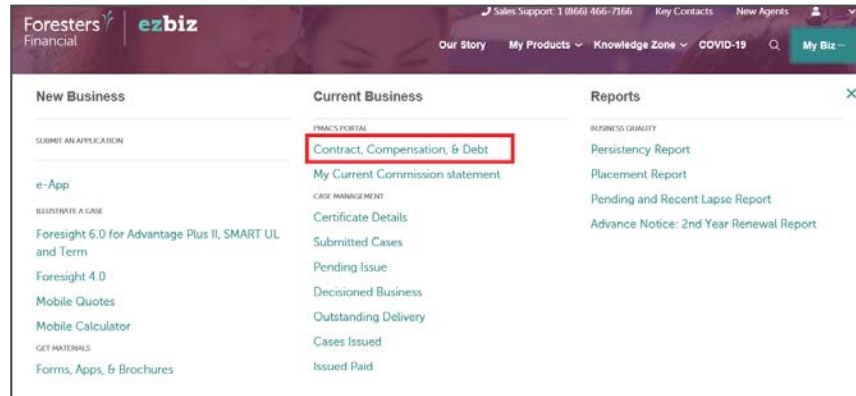 Sales Support: 1 (866) 466-7166 Key Contacts New Agents
Foresters Financial ezbiz
Our Story My Products Knowledge Zone COVID-19 My Biz
New Business
SUBMIT AN APPLICATION
e-App
ILLUSTRATE A CASE
Foresight 6.0 for Advantage Plus II, SMART UL
and Term
Foresight 4.0
Mobile Quotes
Mobile Calculator
GET MATERIALS
Forms, Apps, & Brochures
Current Business
PMACS PORTAL
Contract, Compensation, & Debt
My Current Commission statement
CASE MANAGEMENT
Certificate Details
Submitted Cases
Pending Issue
Decisioned Business
Outstanding Delivery
Cases Issued
Issued Paid
Reports
BUSINESS QUALITY
Persistency Report
Placement Report
Pending and Recent Lapse Report
Advance Notice: 2nd Year Renewal Report